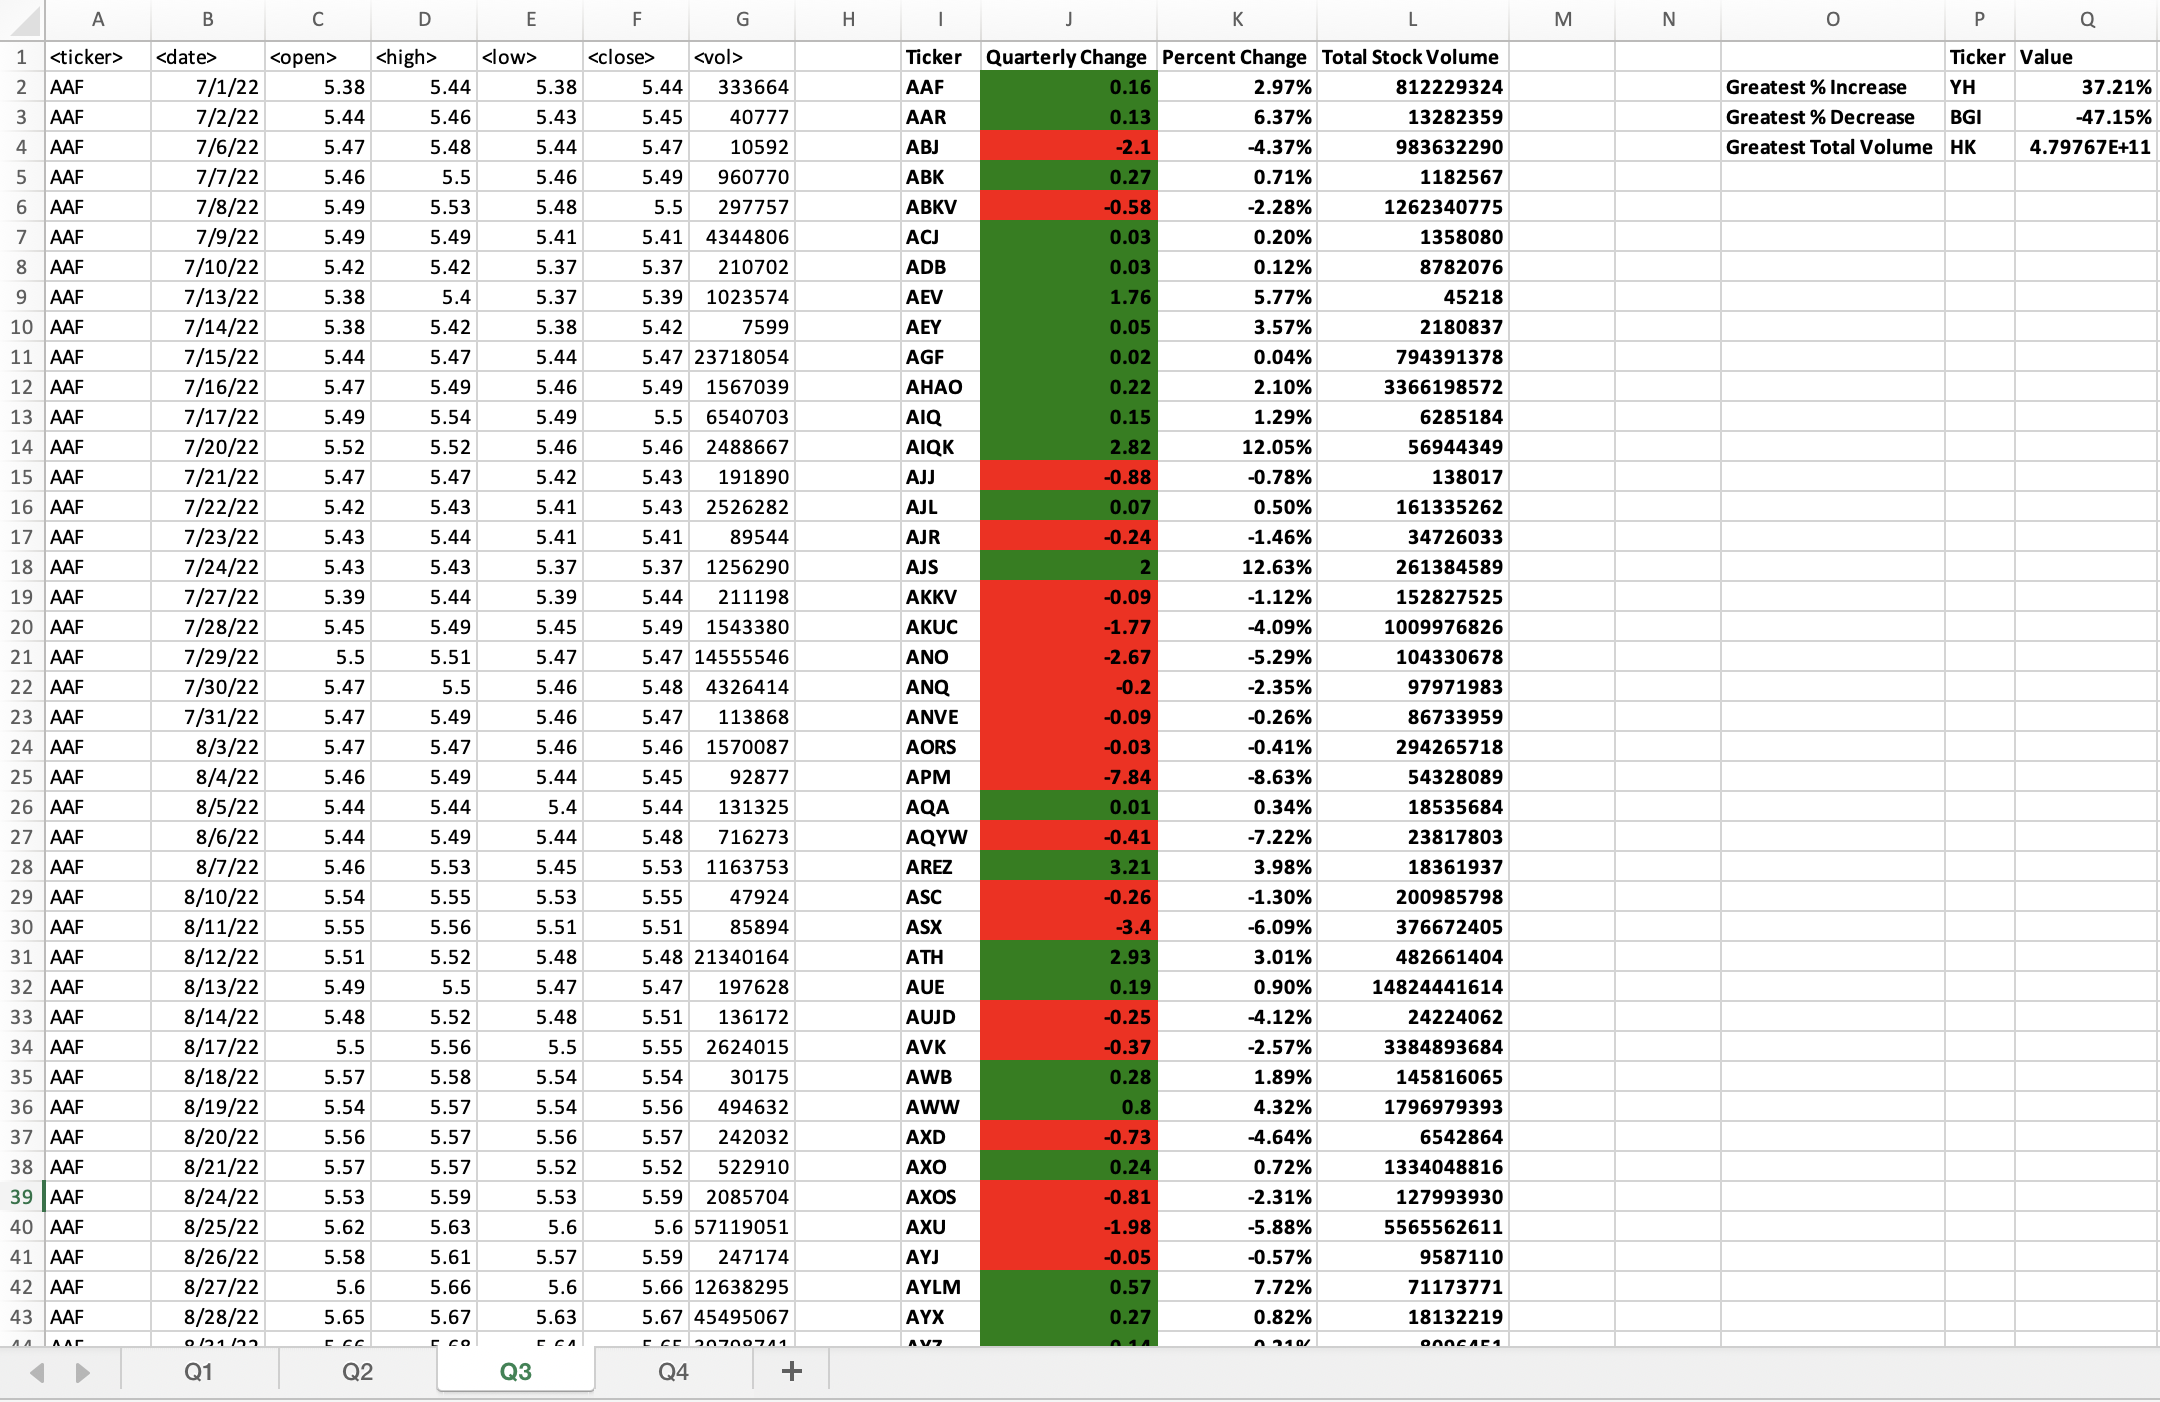 A B C D E F G H I J K L M N O P Q
1 <ticker> <date> <open> <high> <low> <close> <vol> Ticker Quarterly Change Percent Change Total Stock Volume Ticker Value
2 AAF 7/1/22 5.38 5.44 5.38 5.44 333664 AAF 0.16 2.97% 812229324 Greatest % Increase YH 37.21%
3 AAF 7/2/22 5.44 5.46 5.43 5.45 40777 AAR 0.13 6.37% 13282359 Greatest % Decrease BGI -47.15%
4 AAF 7/6/22 5.47 5.48 5.44 5.47 10592 ABJ -2.1 -4.37% 983632290 Greatest Total Volume HK 4.79767E+11
5 AAF 7/7/22 5.46 5.5 5.46 5.49 960770 ABK 0.27 0.71% 1182567
6 AAF 7/8/22 5.49 5.53 5.48 5.5 297757 ABKV -0.58 -2.28% 1262340775
7 AAF 7/9/22 5.49 5.49 5.41 5.41 4344806 ACJ 0.03 0.20% 1358080
8 AAF 7/10/22 5.42 5.42 5.37 5.37 210702 ADB 0.03 0.12% 8782076
9 AAF 7/13/22 5.38 5.4 5.37 5.39 1023574 AEV 1.76 5.77% 45218
10 AAF 7/14/22 5.38 5.42 5.38 5.42 7599 AEY 0.05 3.57% 2180837
11 AAF 7/15/22 5.44 5.47 5.44 5.47 23718054 AGF 0.02 0.04% 794391378
12 AAF 7/16/22 5.47 5.49 5.46 5.49 1567039 AHAO 0.22 2.10% 3366198572
13 AAF 7/17/22 5.49 5.54 5.49 5.5 6540703 AIQ 0.15 1.29% 6285184
14 AAF 7/20/22 5.52 5.52 5.46 5.46 2488667 AIQK 2.82 12.05% 56944349
15 AAF 7/21/22 5.47 5.47 5.42 5.43 191890 AJJ -0.88 -0.78% 138017
16 AAF 7/22/22 5.42 5.43 5.41 5.43 2526282 AJL 0.07 0.50% 161335262
17 AAF 7/23/22 5.43 5.44 5.41 5.41 89544 AJR -0.24 -1.46% 34726033
18 AAF 7/24/22 5.43 5.43 5.37 5.37 1256290 AJS 2 12.63% 261384589
19 AAF 7/27/22 5.39 5.44 5.39 5.44 211198 AKKV -0.09 -1.12% 152827525
20 AAF 7/28/22 5.45 5.49 5.45 5.49 1543380 AKUC -1.77 -4.09% 1009976826
21 AAF 7/29/22 5.5 5.51 5.47 5.47 14555546 ANO -2.67 -5.29% 104330678
22 AAF 7/30/22 5.47 5.5 5.46 5.48 4326414 ANQ -0.2 -2.35% 97971983
23 AAF 7/31/22 5.47 5.49 5.46 5.47 113868 ANVE -0.09 -0.26% 86733959
24 AAF 8/3/22 5.47 5.47 5.46 5.46 1570087 AORS -0.03 -0.41% 294265718
25 AAF 8/4/22 5.46 5.49 5.44 5.45 92877 APM -7.84 -8.63% 54328089
26 AAF 8/5/22 5.44 5.44 5.4 5.44 131325 AQA 0.01 0.34% 18535684
27 AAF 8/6/22 5.44 5.49 5.44 5.48 716273 AQYW -0.41 -7.22% 23817803
28 AAF 8/7/22 5.46 5.53 5.45 5.53 1163753 AREZ 3.21 3.98% 18361937
29 AAF 8/10/22 5.54 5.55 5.53 5.55 47924 ASC -0.26 -1.30% 200985798
30 AAF 8/11/22 5.55 5.56 5.51 5.51 85894 ASX -3.4 -6.09% 376672405
31 AAF 8/12/22 5.51 5.52 5.48 5.48 21340164 ATH 2.93 3.01% 482661404
32 AAF 8/13/22 5.49 5.5 5.47 5.47 197628 AUE 0.19 0.90% 14824441614
33 AAF 8/14/22 5.48 5.52 5.48 5.51 136172 AUJD -0.25 -4.12% 24224062
34 AAF 8/17/22 5.5 5.56 5.5 5.55 2624015 AVK -0.37 -2.57% 3384893684
35 AAF 8/18/22 5.57 5.58 5.54 5.54 30175 AWB 0.28 1.89% 145816065
36 AAF 8/19/22 5.54 5.57 5.54 5.56 494632 AWW 0.8 4.32% 1796979393
37 AAF 8/20/22 5.56 5.57 5.56 5.57 242032 AXD -0.73 -4.64% 6542864
38 AAF 8/21/22 5.57 5.57 5.52 5.52 522910 AXO 0.24 0.72% 1334048816
39 AAF 8/24/22 5.53 5.59 5.53 5.59 2085704 AXOS -0.81 -2.31% 127993930
40 AAF 8/25/22 5.62 5.63 5.6 5.6 57119051 AXU -1.98 -5.88% 5565562611
41 AAF 8/26/22 5.58 5.61 5.57 5.59 247174 AYJ -0.05 -0.57% 9587110
42 AAF 8/27/22 5.6 5.66 5.6 5.66 12638295 AYLM 0.57 7.72% 71173771
43 AAF 8/28/22 5.65 5.67 5.63 5.67 45495067 AYX 0.27 0.82% 18132219
Q1 Q2 Q3 Q4 +